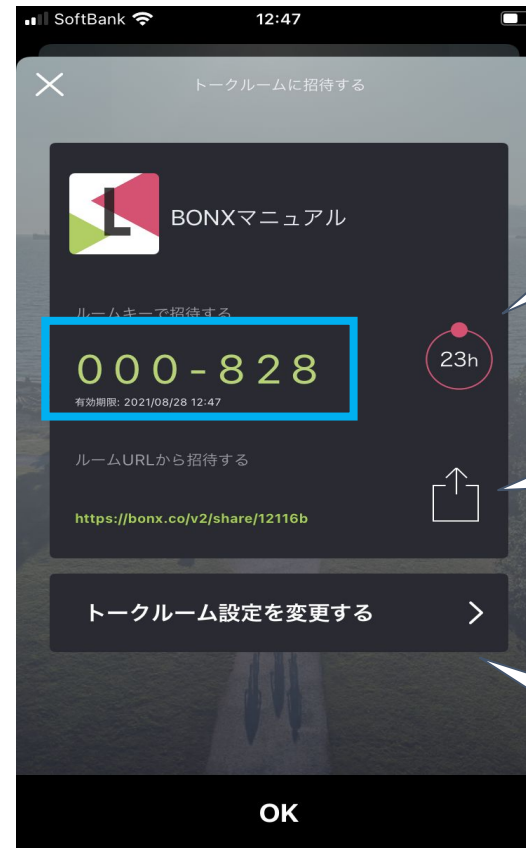 SoftBank 12:47
トークルームに招待する
L
BONXマニュアル
ルームキーで招待する
000-828
23h
有効期限: 2021/08/28 12:47
ルームURLから招待する
https://bonx.co/v2/share/12116b
トークルーム設定を変更する
OK